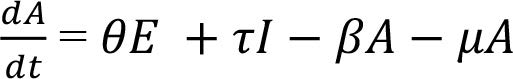 dA/dt = θE + τI − βA − μA